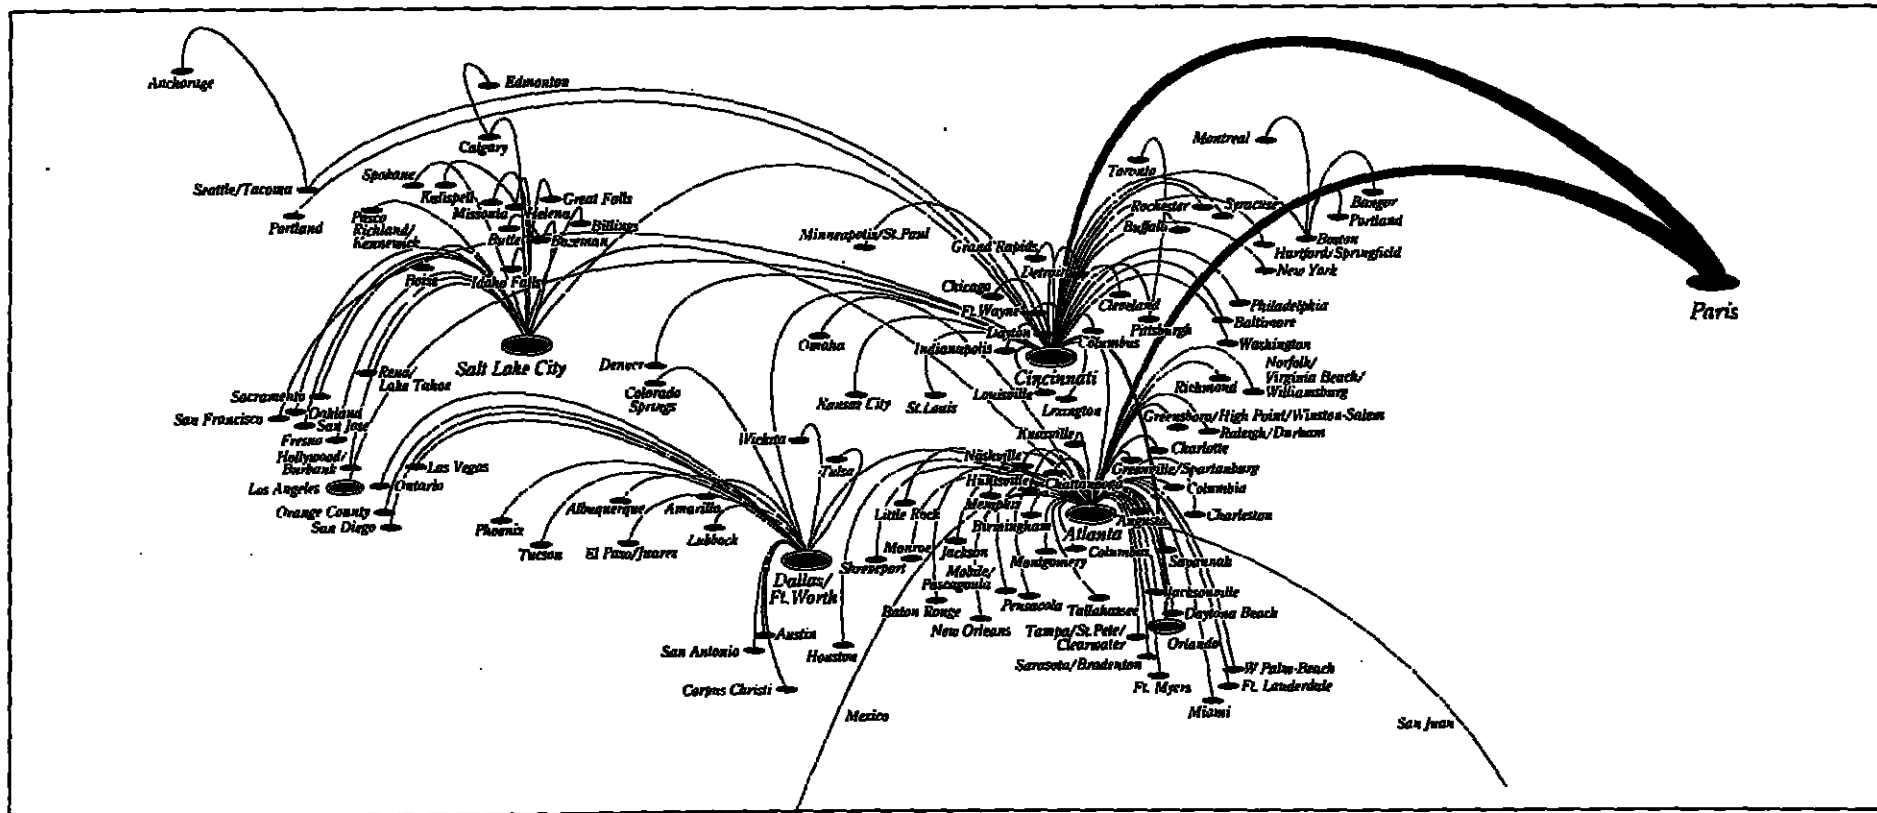 Anchorage
Edmonton
Calgary
Montreal
Toronto
Seattle/Tacoma
Spokane
Kalispell
Great Falls
Missoula
Helena
Portland
Pasco
Richland/
Kennewick
Butte
Billings
Bozeman
Boise
Idaho Falls
Minneapolis/St.Paul
Grand Rapids
Detroit
Rochester
Syracuse
Buffalo
Bangor
Portland
Boston
Hartford/Springfield
New York
Chicago
Ft.Wayne
Cleveland
Philadelphia
Baltimore
Pittsburgh
Washington
Paris
Dayton
Columbus
Indianapolis
Omaha
Salt Lake City
Denver
Colorado
Springs
Cincinnati
Norfolk/
Virginia Beach/
Williamsburg
Richmond
Reno/
Lake Tahoe
Sacramento
San Francisco
Oakland
San Jose
Fresno
Kansas City
St.Louis
Louisville
Lexington
Greensboro/High Point/Winston-Salem
Raleigh/Durham
Hollywood/
Burbank
Las Vegas
Los Angeles
Ontario
Orange County
San Diego
Wichita
Tulsa
Knoxville
Nashville
Charlotte
Greenville/Spartanburg
Huntsville
Chattanooga
Columbia
Memphis
Charleston
Phoenix
Tucson
Albuquerque
Amarillo
El Paso/Juarez
Lubbock
Little Rock
Birmingham
Atlanta
Augusta
Dallas/
Ft.Worth
Shreveport
Monroe
Jackson
Montgomery
Columbus
Savannah
Mobile/
Pascagoula
Baton Rouge
Pensacola
Tallahassee
Jacksonville
Daytona Beach
New Orleans
Tampa/St.Pete/
Clearwater
Orlando
Austin
San Antonio
Houston
Sarasota/Bradenton
W Palm-Beach
Ft. Myers
Ft. Lauderdale
Corpus Christi
Miami
Mexico
San Juan